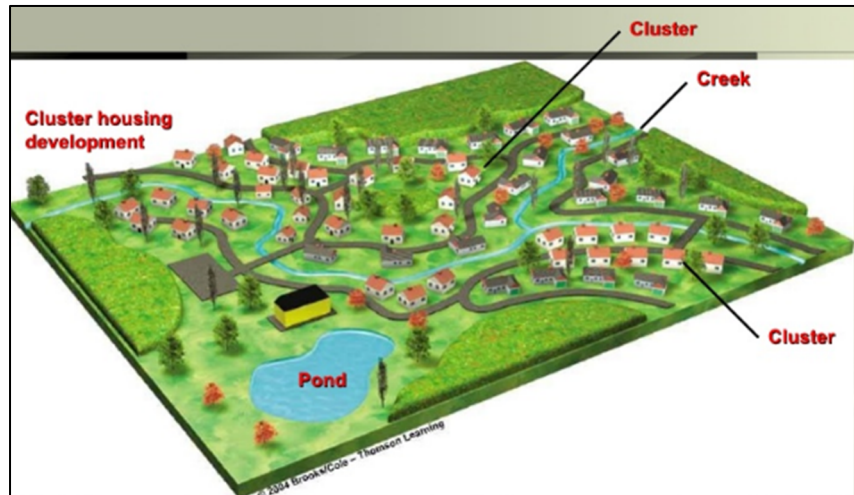 Cluster
Creek
Cluster housing
development
Cluster
Pond
© 2004 Brooks/Cole – Thomson Learning